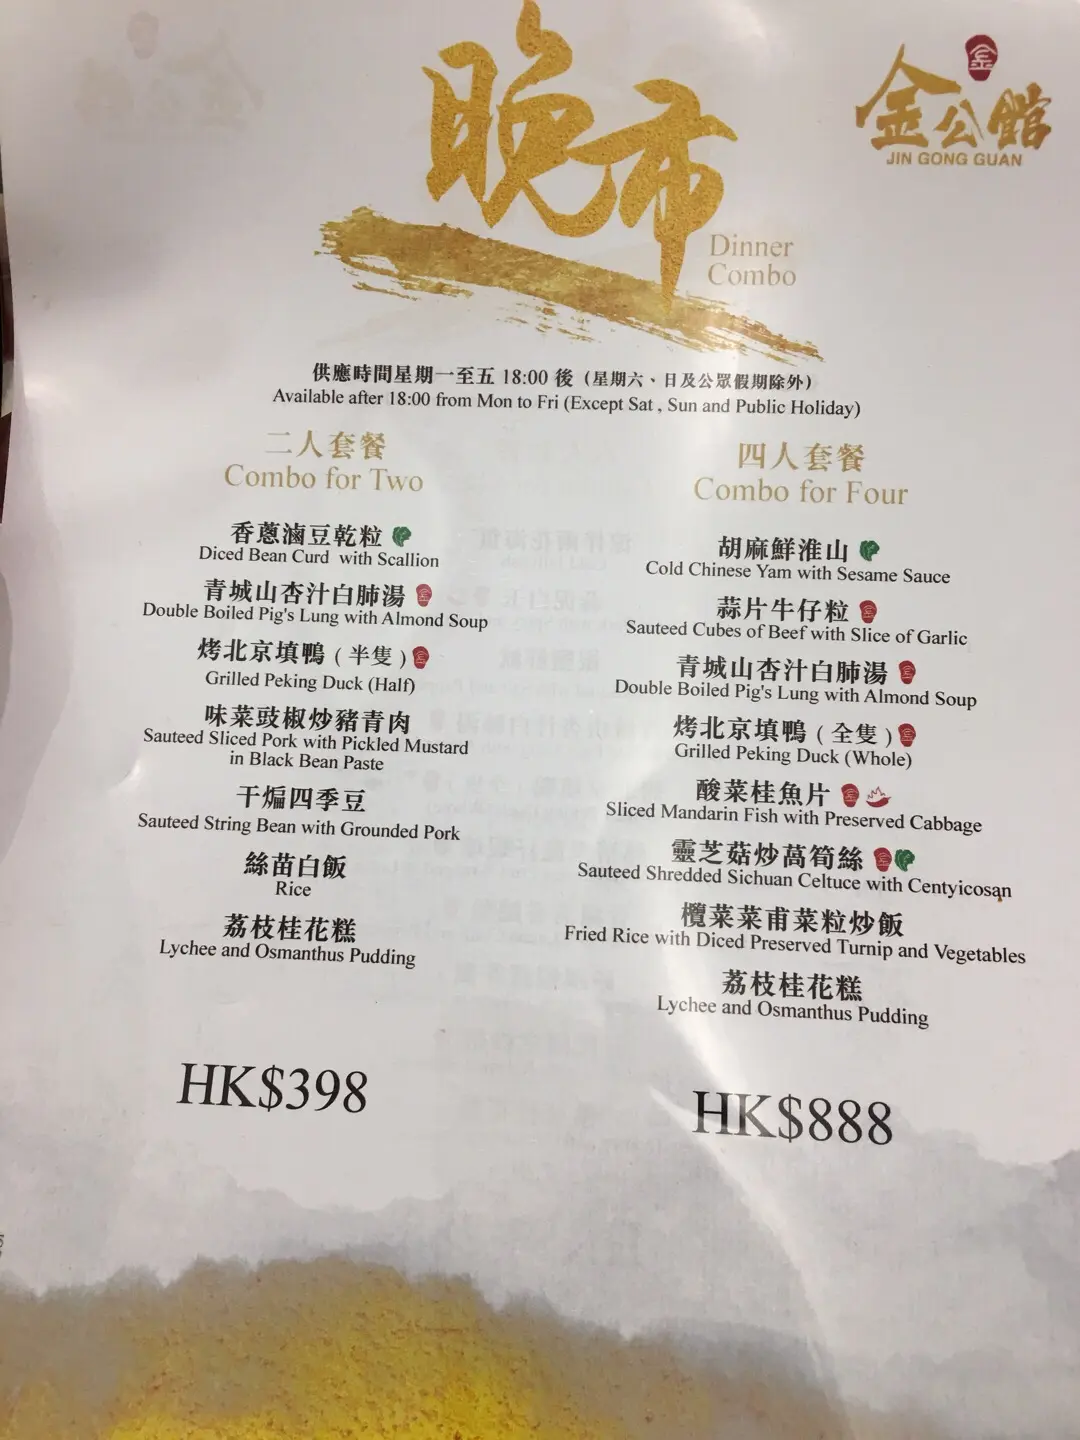 晚市
Dinner
Combo
金
金公館
JIN GONG GUAN
供應時間星期一至五 18:00 後（星期六、日及公眾假期除外）
Available after 18:00 from Mon to Fri (Except Sat , Sun and Public Holiday)
二人套餐
Combo for Two
香蔥滷豆乾粒
Diced Bean Curd with Scallion
青城山杏汁白肺湯
Double Boiled Pig's Lung with Almond Soup
烤北京填鴨（半隻）
Grilled Peking Duck (Half)
味菜豉椒炒豬青肉
Sauteed Sliced Pork with Pickled Mustard
in Black Bean Paste
干煸四季豆
Sauteed String Bean with Grounded Pork
絲苗白飯
Rice
荔枝桂花糕
Lychee and Osmanthus Pudding
HK$398
四人套餐
Combo for Four
胡麻鮮淮山
Cold Chinese Yam with Sesame Sauce
蒜片牛仔粒
Sauteed Cubes of Beef with Slice of Garlic
青城山杏汁白肺湯
Double Boiled Pig's Lung with Almond Soup
烤北京填鴨（全隻）
Grilled Peking Duck (Whole)
酸菜桂魚片
Sliced Mandarin Fish with Preserved Cabbage
靈芝菇炒萵筍絲
Sauteed Shredded Sichuan Celtuce with Centyicosan
欖菜菜甫菜粒炒飯
Fried Rice with Diced Preserved Turnip and Vegetables
荔枝桂花糕
Lychee and Osmanthus Pudding
HK$888